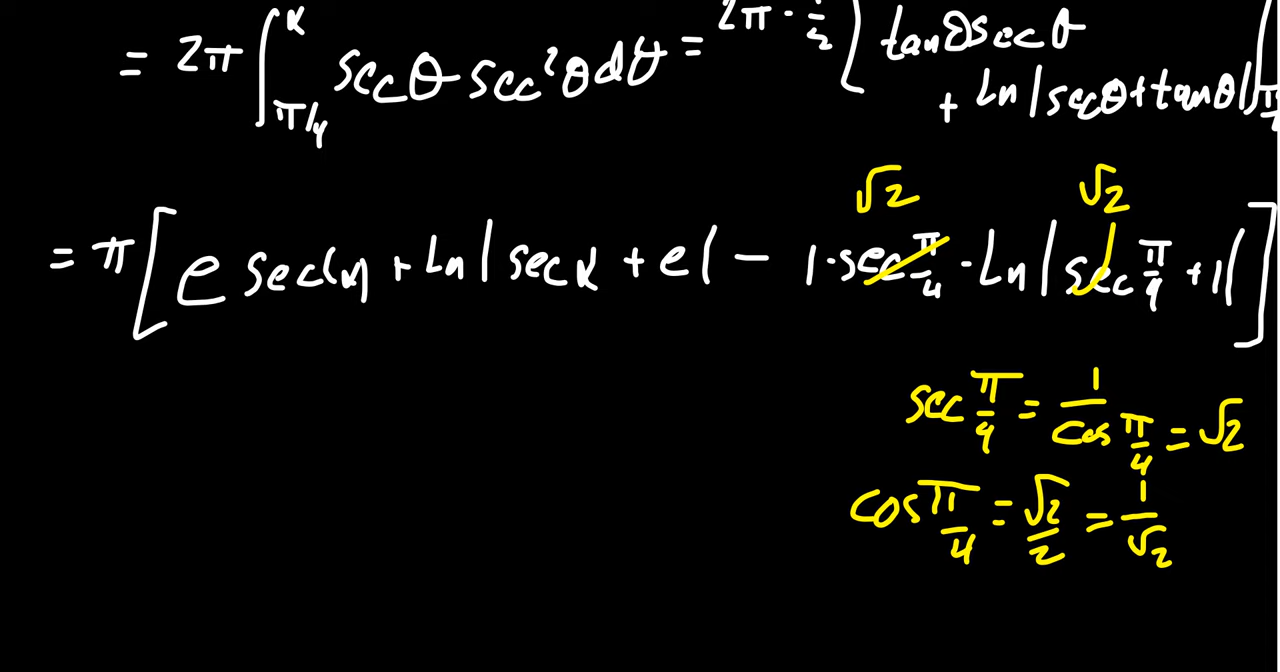 = 2π ∫_{π/4}^{α} secθ sec²θ dθ = 2π · 1/2 [ tanθ secθ
+ ln|secθ + tanθ| ]_{π/4}
√2 √2
= π [ e sec(α) + ln|sec α + e| − 1·sec π/4 · ln|sec π/4 + 1| ]
sec π/4 = 1/cos π/4 = √2
cos π/4 = √2/2 = 1/√2